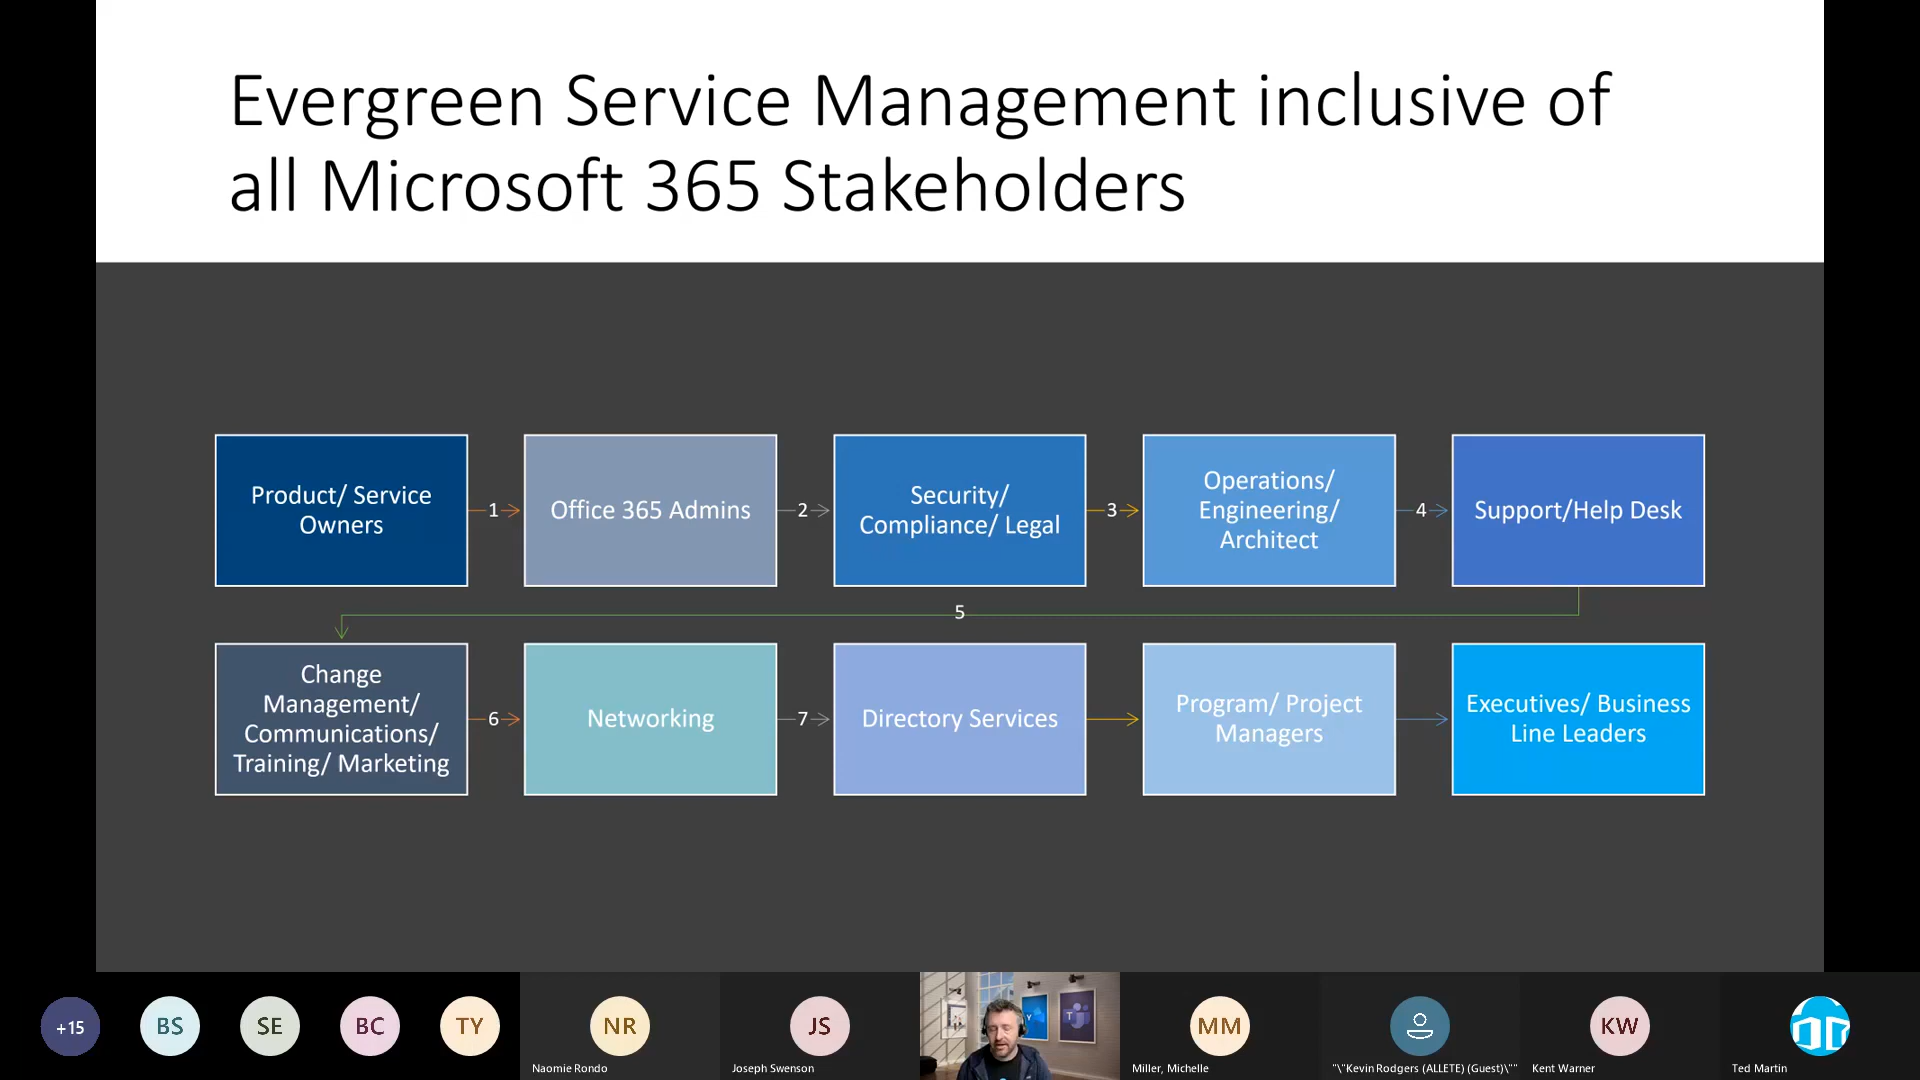 Evergreen Service Management inclusive of
all Microsoft 365 Stakeholders
Product/ Service
Owners
1
Office 365 Admins
2
Security/
Compliance/ Legal
3
Operations/
Engineering/
Architect
4
Support/Help Desk
5
Change
Management/
Communications/
Training/ Marketing
6
Networking
7
Directory Services
Program/ Project
Managers
Executives/ Business
Line Leaders
+15
BS
SE
BC
TY
NR
Naomie Rondo
JS
Joseph Swenson
MM
Miller, Michelle
"\"Kevin Rodgers (ALLETE) (Guest)\""
KW
Kent Warner
Ted Martin